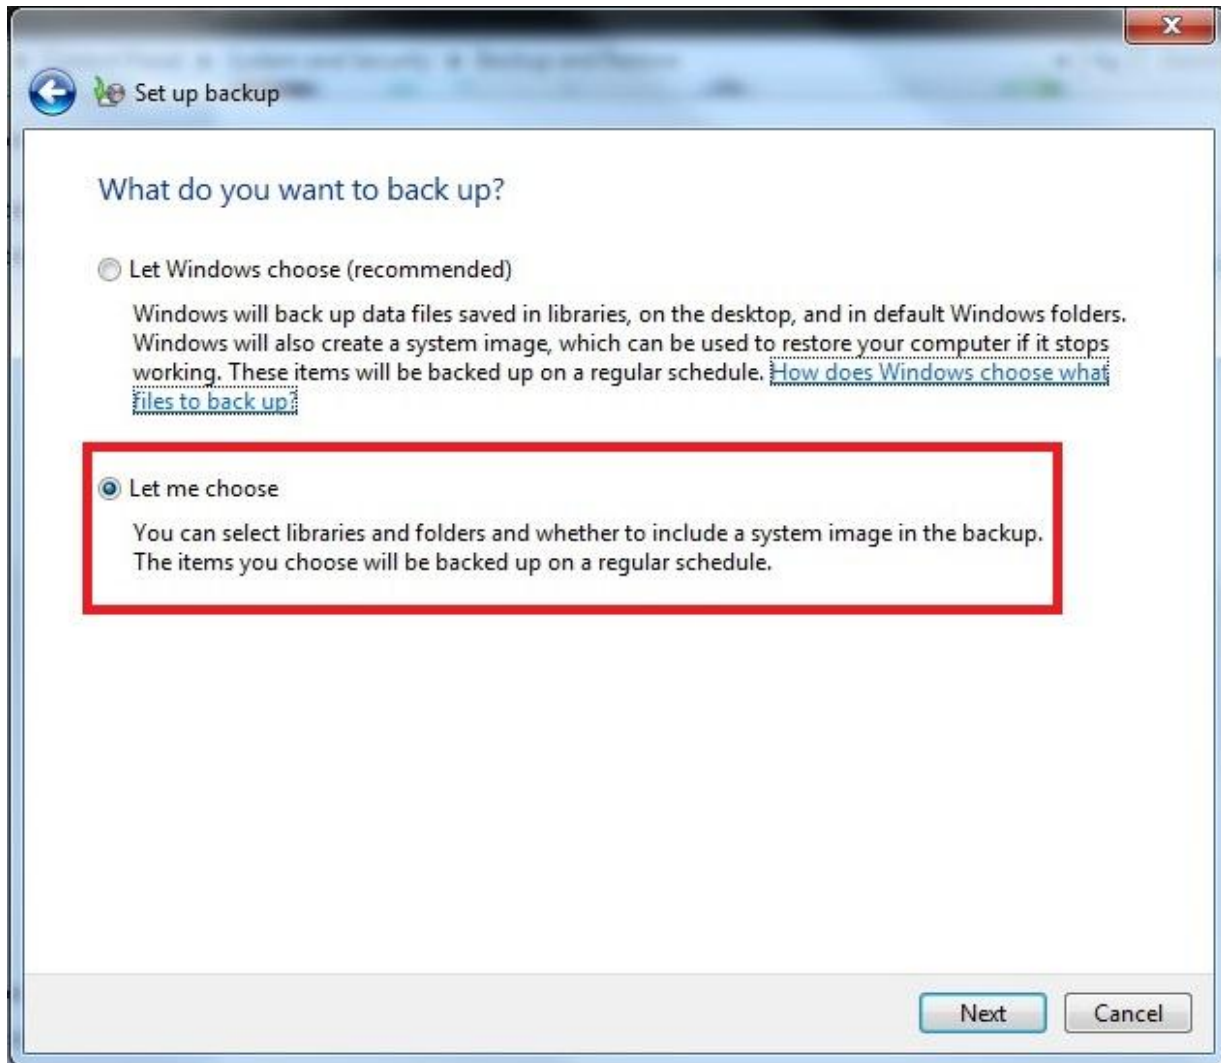 Set up backup
What do you want to back up?
Let Windows choose (recommended)
Windows will back up data files saved in libraries, on the desktop, and in default Windows folders.
Windows will also create a system image, which can be used to restore your computer if it stops
working. These items will be backed up on a regular schedule. How does Windows choose what
files to back up?
Let me choose
You can select libraries and folders and whether to include a system image in the backup.
The items you choose will be backed up on a regular schedule.
Next
Cancel